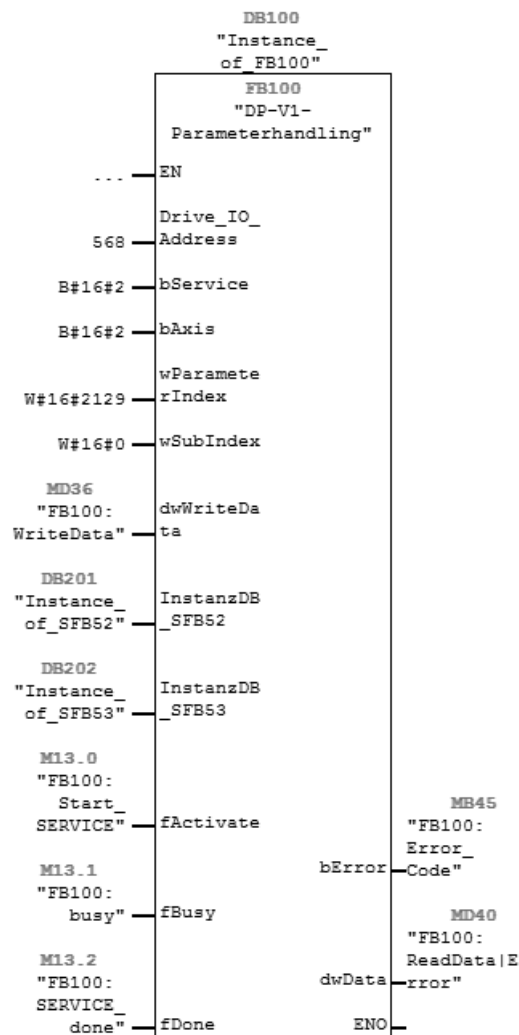 DB100
"Instance_
of_FB100"
FB100
"DP-V1-
Parameterhandling"
... EN
Drive_IO_
568 Address
B#16#2 bService
B#16#2 bAxis
wParamete
W#16#2129 rIndex
W#16#0 wSubIndex
MD36
"FB100: dwWriteDa
WriteData" ta
DB201
"Instance_ InstanzDB
of_SFB52" _SFB52
DB202
"Instance_ InstanzDB
of_SFB53" _SFB53
M13.0
"FB100:
Start_ MB45
SERVICE" fActivate "FB100:
Error_
M13.1 bError Code"
"FB100:
busy" fBusy MD40
"FB100:
M13.2 ReadData|E
"FB100: dwData rror"
SERVICE_
done" fDone ENO